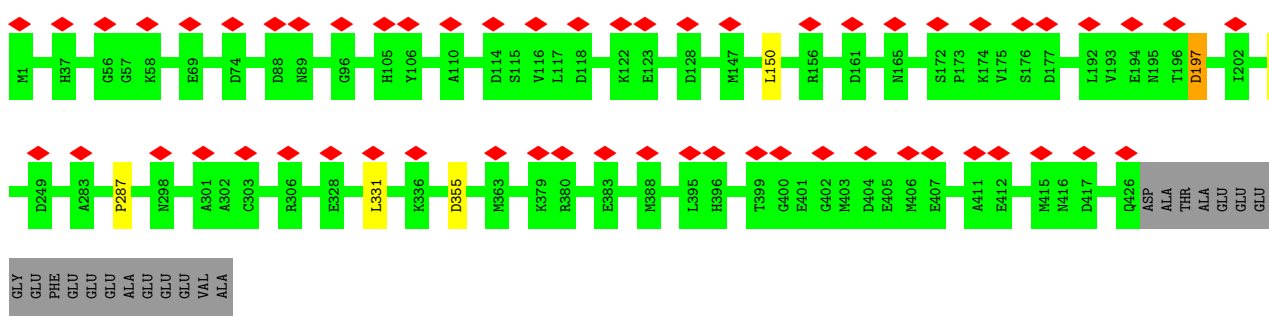 M1 H37 G56 G57 K58 E69 D74 D88 N89 G96 H105 Y106 A110 D114 S115 V116 L117 D118 K122 E123 D128 M147 L150 R156 D161 N165 S172 P173 K174 V175 S176 D177 L192 V193 E194 N195 T196 D197 I202
D249 A283 P287 N298 A301 A302 C303 R306 E328 L331 K336 D355 M363 K379 R380 E383 M388 L395 H396 T399 G400 E401 G402 M403 D404 E405 M406 E407 A411 E412 M415 N416 D417 Q426 ASP ALA THR ALA GLU GLU GLU
GLY GLU PHE GLU GLU GLU ALA GLU GLU GLU VAL ALA